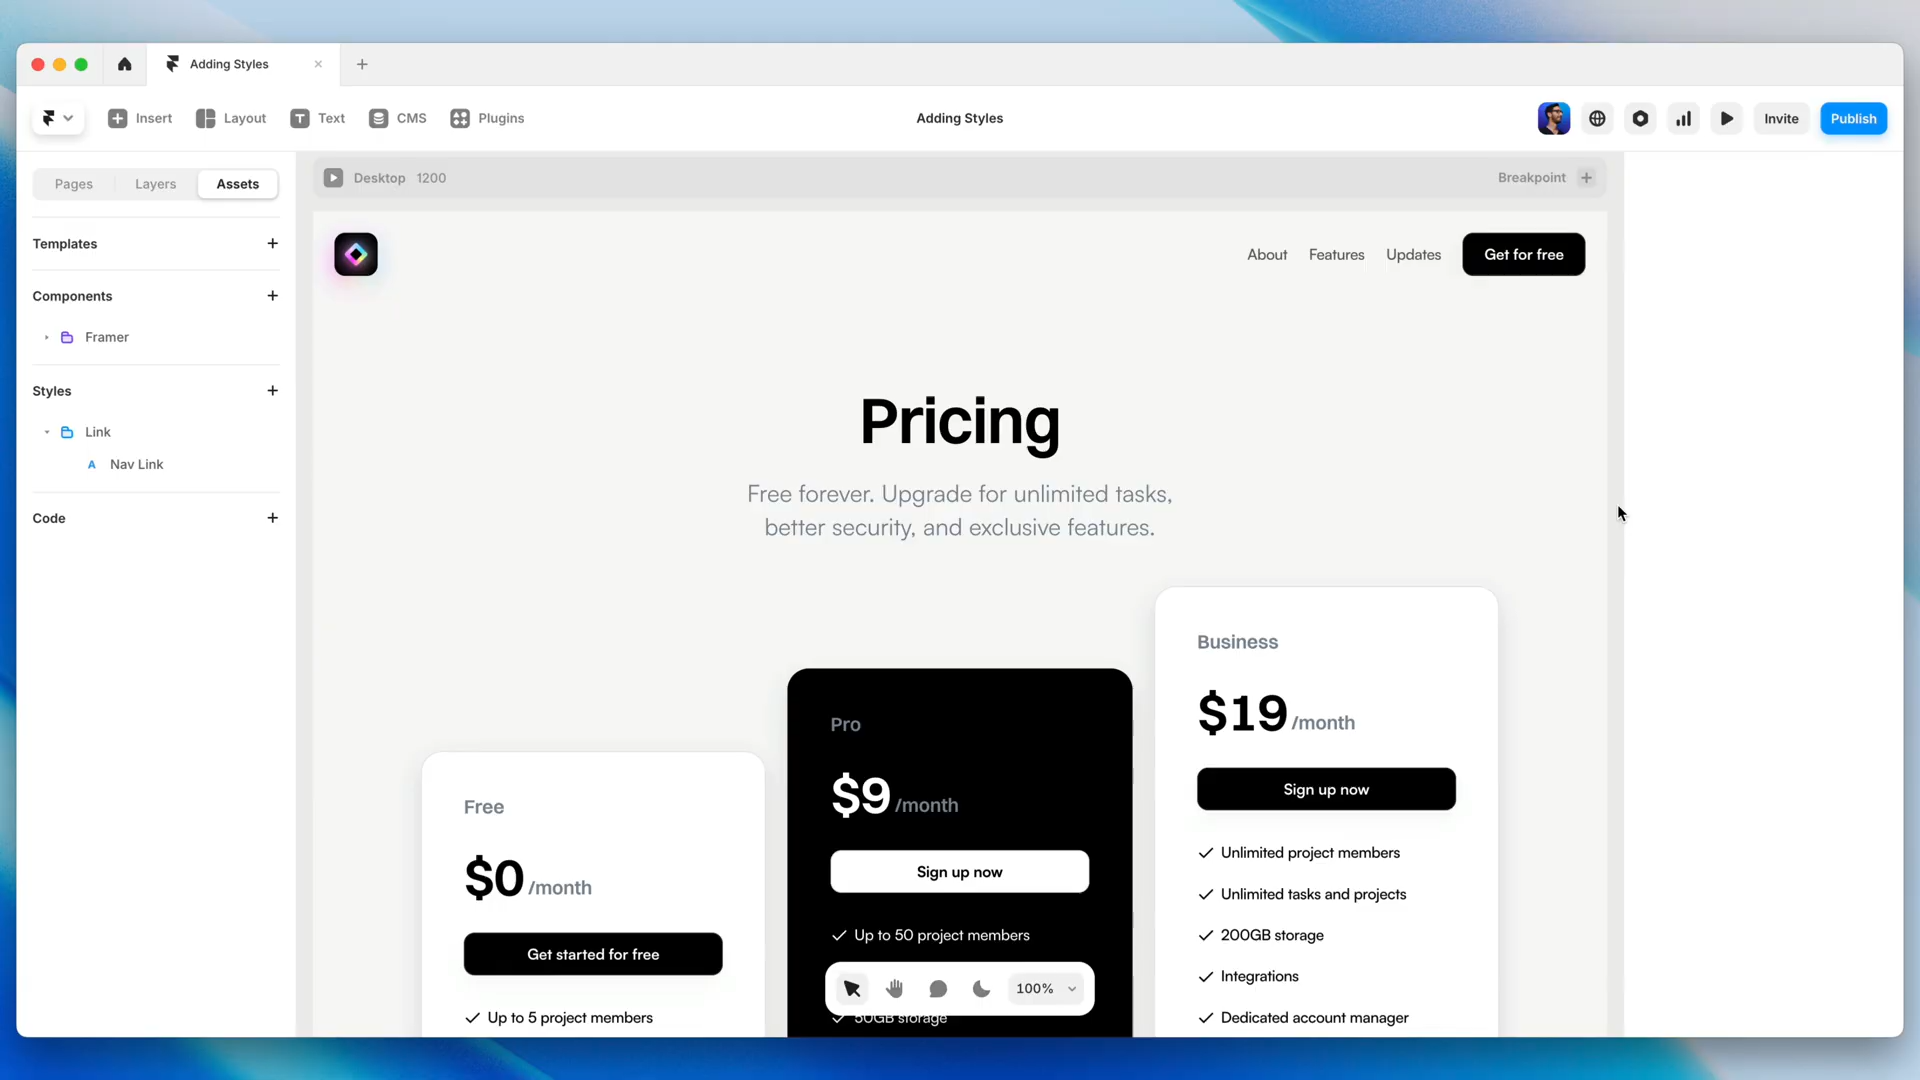 Adding Styles
Insert
Layout
Text
CMS
Plugins
Adding Styles
Invite
Publish
Pages
Layers
Assets
Templates
Components
Framer
Styles
Link
A Nav Link
Code
Desktop 1200
Breakpoint
About
Features
Updates
Get for free
Pricing
Free forever. Upgrade for unlimited tasks,
better security, and exclusive features.
Free
$0 /month
Get started for free
Up to 5 project members
Pro
$9 /month
Sign up now
Up to 50 project members
50GB storage
100%
Business
$19 /month
Sign up now
Unlimited project members
Unlimited tasks and projects
200GB storage
Integrations
Dedicated account manager